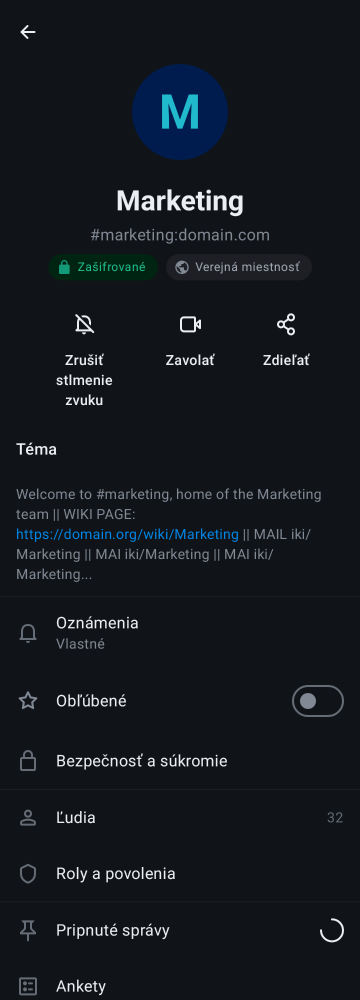 M
Marketing
#marketing:domain.com
Zašifrované
Verejná miestnosť
Zrušiť
stlmenie
zvuku
Zavolať
Zdieľať
Téma
Welcome to #marketing, home of the Marketing
team || WIKI PAGE:
https://domain.org/wiki/Marketing || MAIL iki/
Marketing || MAI iki/Marketing || MAI iki/
Marketing...
Oznámenia
Vlastné
Obľúbené
Bezpečnosť a súkromie
Ľudia 32
Roly a povolenia
Pripnuté správy
Ankety